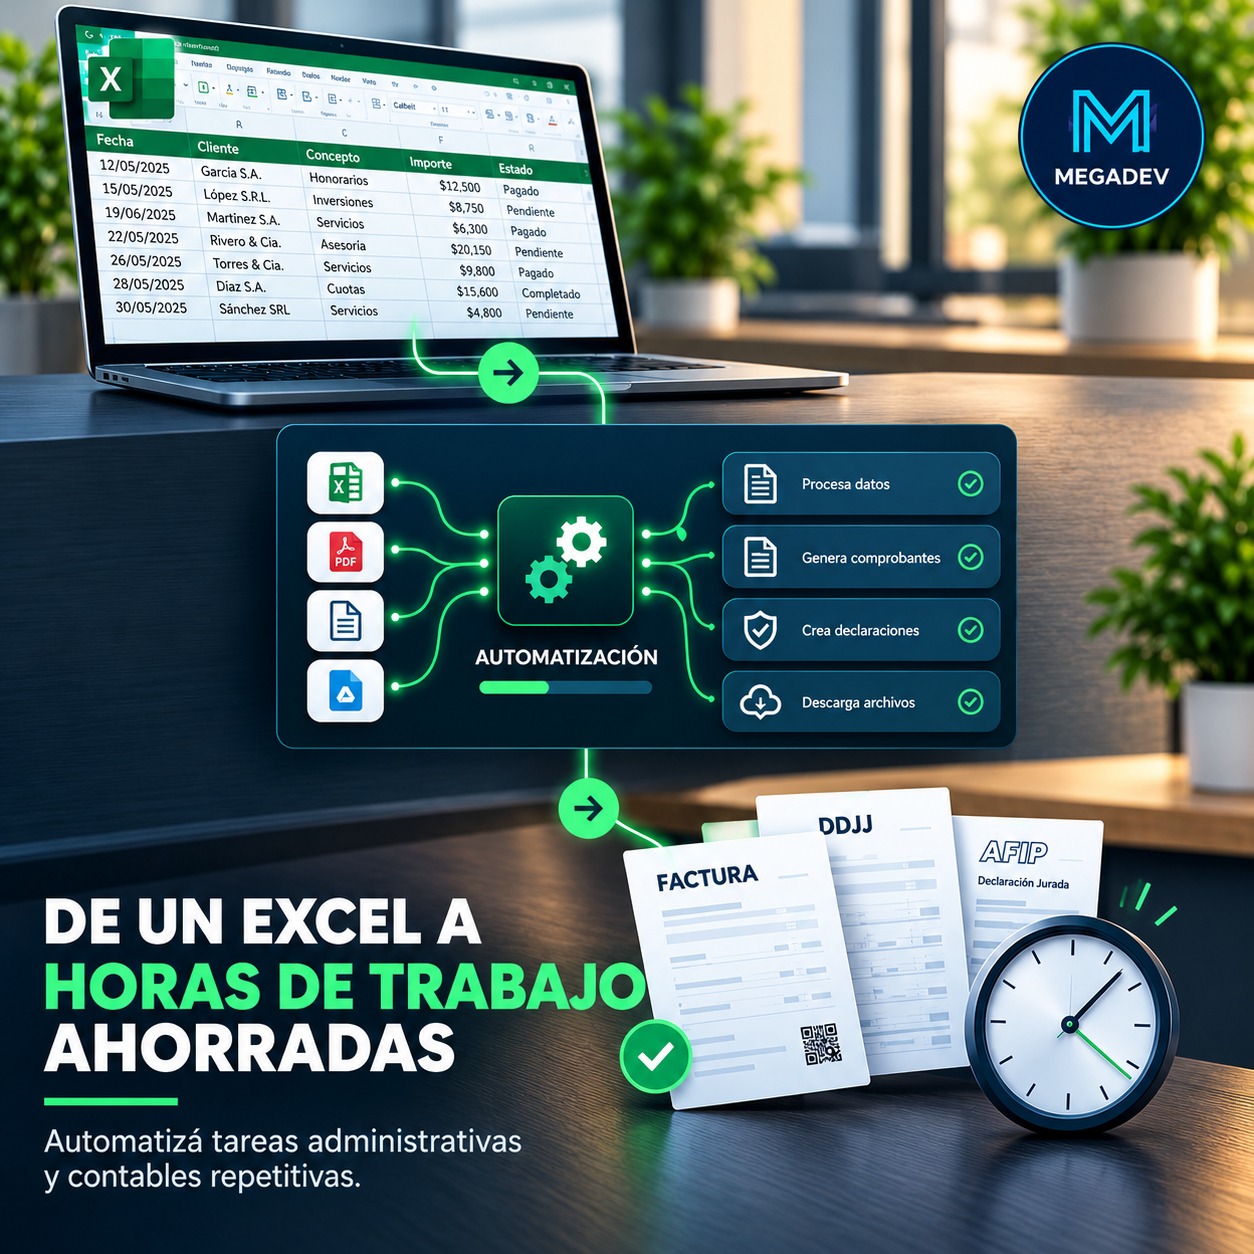 X
MEGADEV
Calibeit 11
R C F R
Fecha Cliente Concepto Importe Estado
12/05/2025 Garcia S.A. Honorarios $12,500 Pagado
15/05/2025 López S.R.L. Inversiones $8,750 Pendiente
19/06/2025 Martinez S.A. Servicios $6,300 Pagado
22/05/2025 Rivero & Cia. Asesoria $20,150 Pendiente
26/05/2025 Torres & Cia. Servicios $9,800 Pagado
28/05/2025 Diaz S.A. Cuotas $15,600 Completado
30/05/2025 Sánchez SRL Servicios $4,800 Pendiente
X
PDF
AUTOMATIZACIÓN
Procesa datos
Genera comprobantes
Crea declaraciones
Descarga archivos
FACTURA
DDJJ
AFIP
Declaración Jurada
DE UN EXCEL A
HORAS DE TRABAJO
AHORRADAS
Automatizá tareas administrativas
y contables repetitivas.